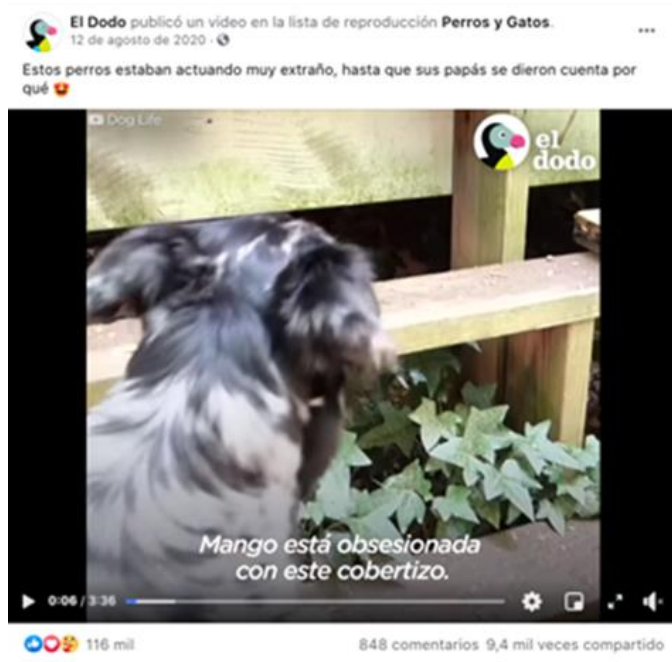 El Dodo publicó un video en la lista de reproducción Perros y Gatos.
12 de agosto de 2020 ·
Estos perros estaban actuando muy extraño, hasta que sus papás se dieron cuenta por
qué
Dog Life
el
dodo
Mango está obsesionada
con este cobertizo.
0:06 / 3:36
116 mil
848 comentarios 9,4 mil veces compartido